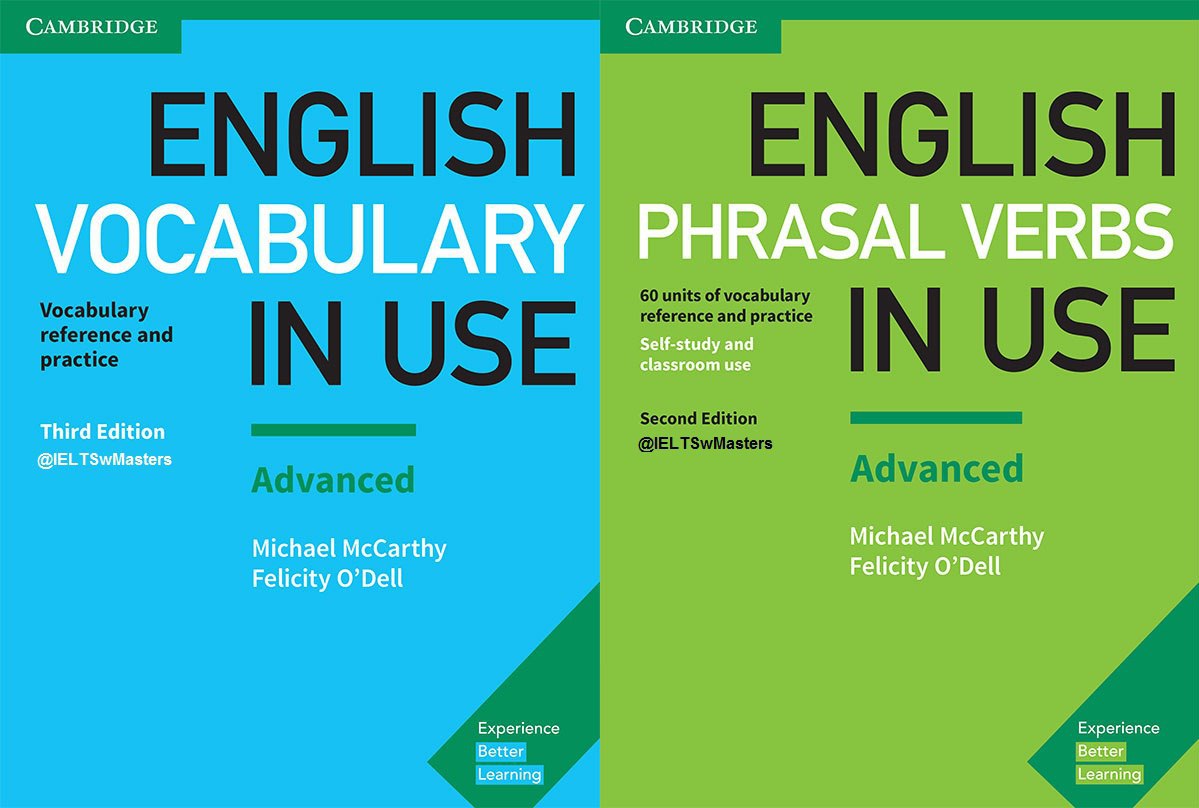 CAMBRIDGE
ENGLISH
VOCABULARY
IN USE
Vocabulary
reference and
practice
Third Edition
@IELTSwMasters
Advanced
Michael McCarthy
Felicity O'Dell
Experience
Better
Learning
CAMBRIDGE
ENGLISH
PHRASAL VERBS
IN USE
60 units of vocabulary
reference and practice
Self-study and
classroom use
Second Edition
@IELTSwMasters
Advanced
Michael McCarthy
Felicity O'Dell
Experience
Better
Learning